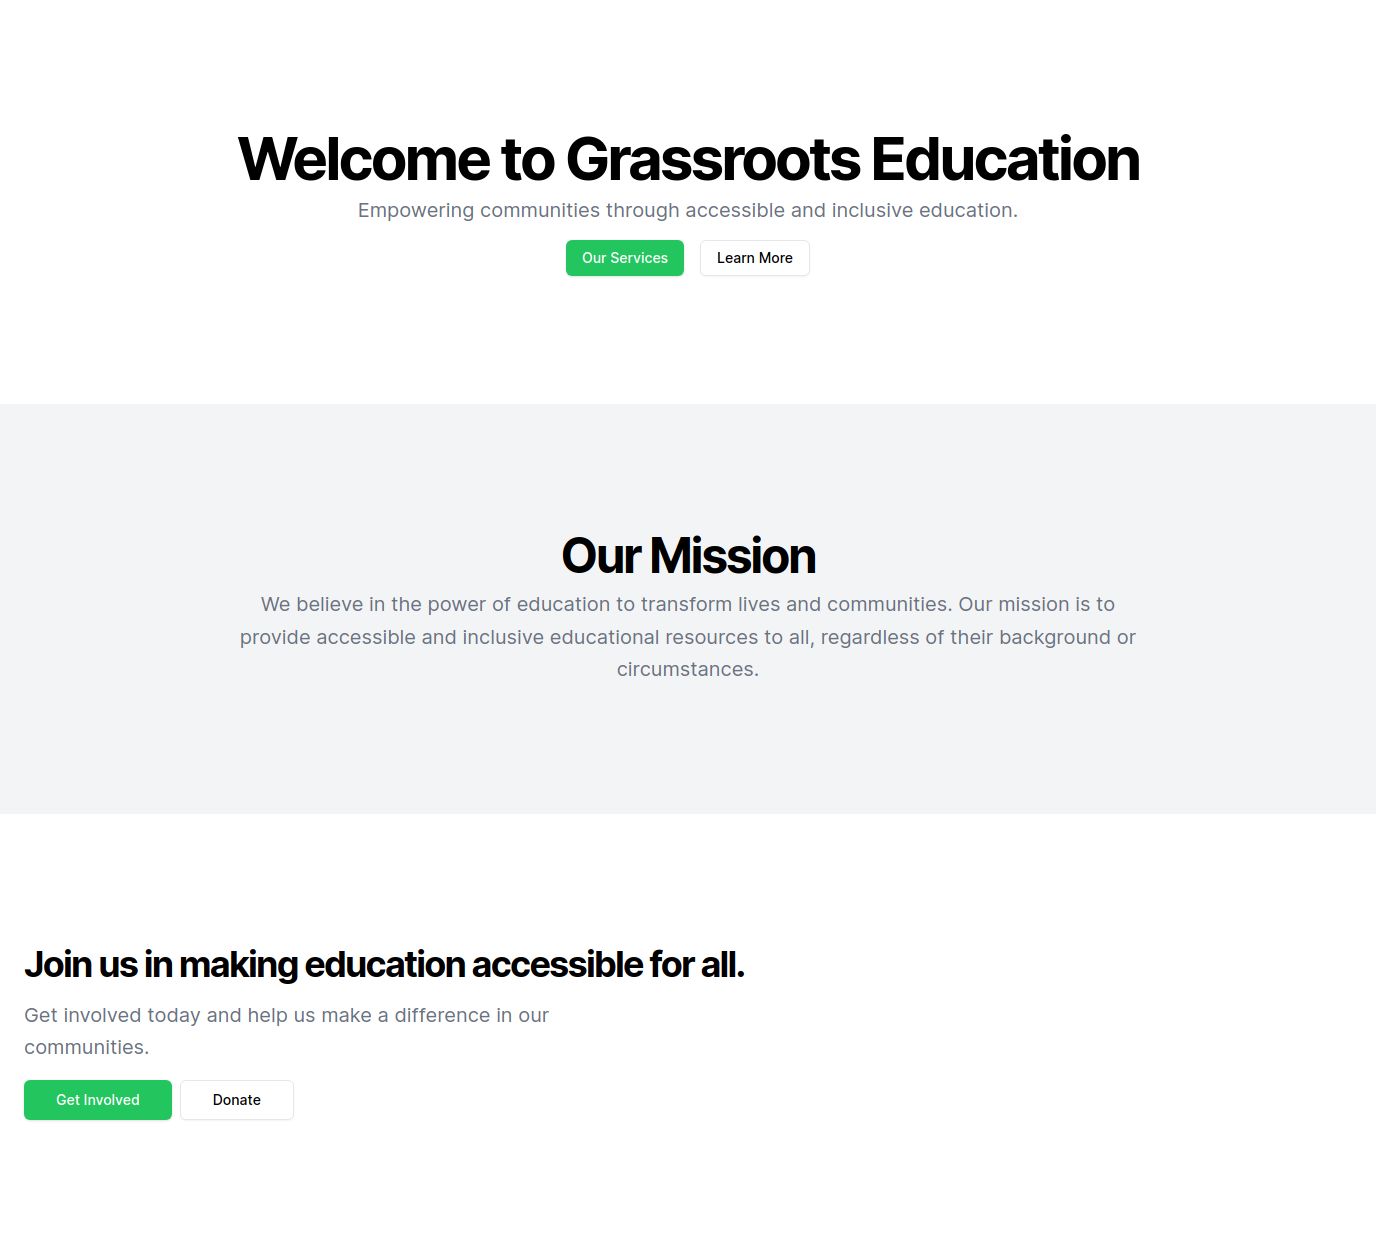 Welcome to Grassroots Education
Empowering communities through accessible and inclusive education.
Our Services
Learn More
Our Mission
We believe in the power of education to transform lives and communities. Our mission is to
provide accessible and inclusive educational resources to all, regardless of their background or
circumstances.
Join us in making education accessible for all.
Get involved today and help us make a difference in our
communities.
Get Involved
Donate